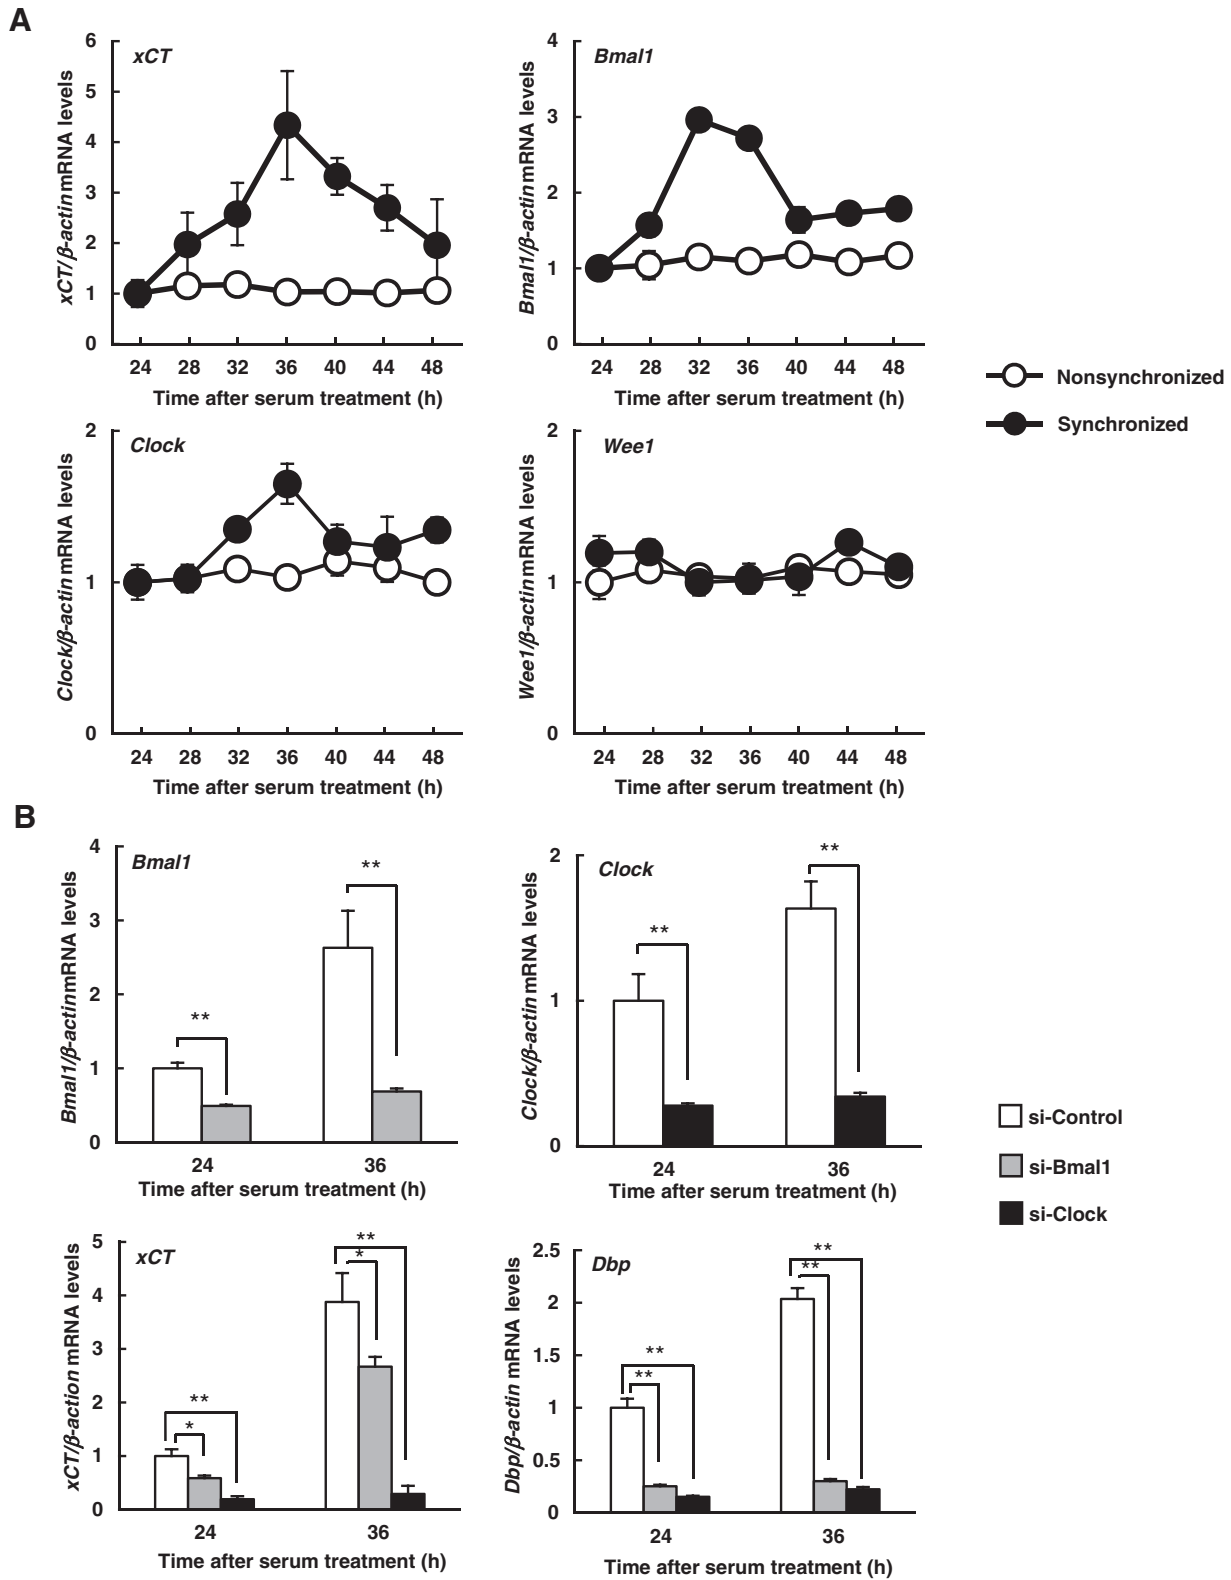 A
xCT
xCT/β-actin mRNA levels
6
5
4
3
2
1
0
24 28 32 36 40 44 48
Time after serum treatment (h)
Bmal1
Bmal1/β-actin mRNA levels
4
3
2
1
0
24 28 32 36 40 44 48
Time after serum treatment (h)
Nonsynchronized
Synchronized
Clock
Clock/β-actin mRNA levels
2
1
0
24 28 32 36 40 44 48
Time after serum treatment (h)
Wee1
Wee1/β-actin mRNA levels
2
1
0
24 28 32 36 40 44 48
Time after serum treatment (h)
B
Bmal1
Bmal1/β-actin mRNA levels
4
3
2
1
0
**
**
24 36
Time after serum treatment (h)
Clock
Clock/β-actin mRNA levels
2
1
0
**
**
24 36
Time after serum treatment (h)
si-Control
si-Bmal1
si-Clock
xCT
xCT/β-action mRNA levels
5
4
3
2
1
0
**
*
**
*
24 36
Time after serum treatment (h)
Dbp
Dbp/β-actin mRNA levels
2.5
2
1.5
1
0.5
0
**
**
**
**
24 36
Time after serum treatment (h)